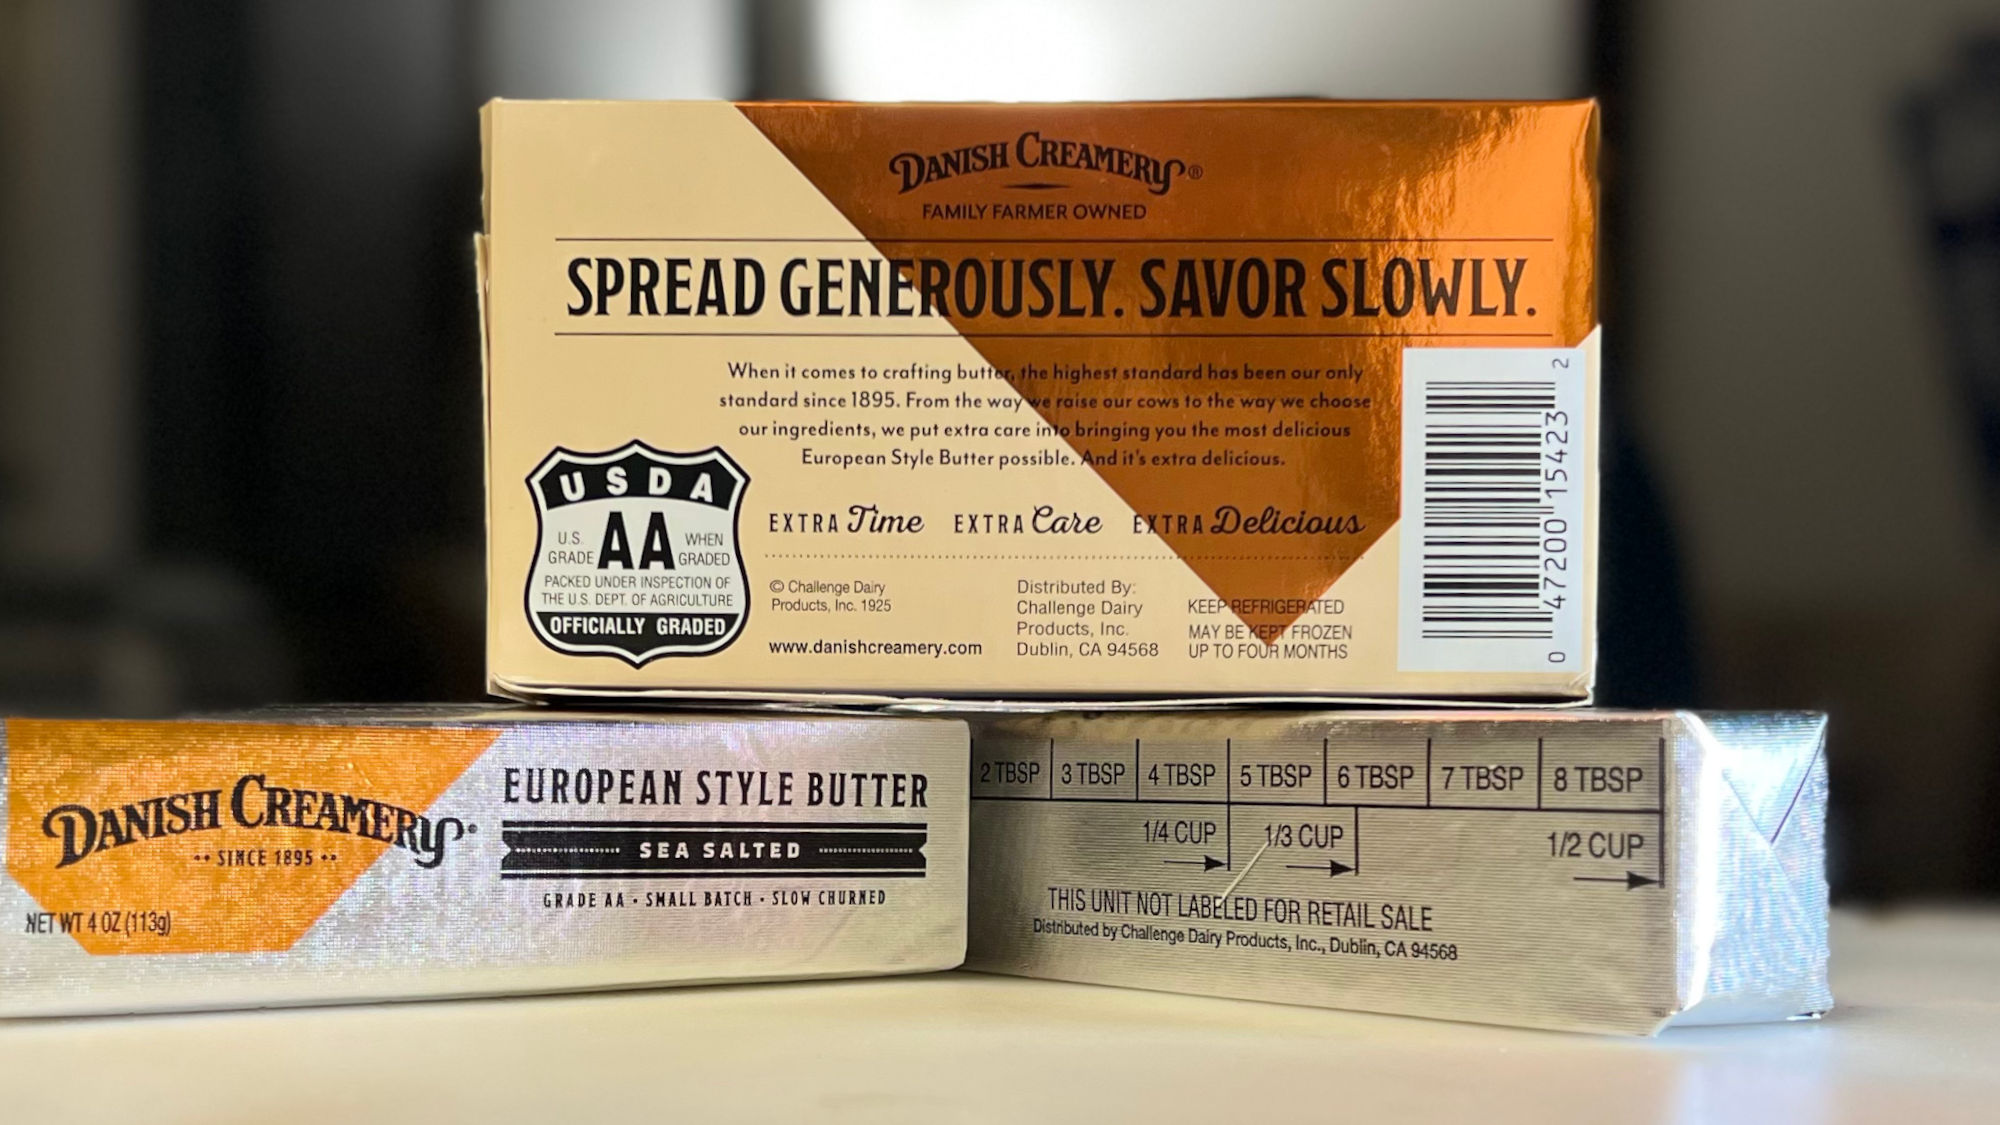 DANISH CREAMERY®
FAMILY FARMER OWNED
SPREAD GENEROUSLY. SAVOR SLOWLY.
When it comes to crafting butter, the highest standard has been our only
standard since 1895. From the way we raise our cows to the way we choose
our ingredients, we put extra care into bringing you the most delicious
European Style Butter possible. And it's extra delicious.
EXTRA Time EXTRA Care EXTRA Delicious
USDA
U.S. GRADE AA WHEN GRADED
PACKED UNDER INSPECTION OF
THE U.S. DEPT. OF AGRICULTURE
OFFICIALLY GRADED
© Challenge Dairy
Products, Inc. 1925
www.danishcreamery.com
Distributed By:
Challenge Dairy
Products, Inc.
Dublin, CA 94568
KEEP REFRIGERATED
MAY BE KEPT FROZEN
UP TO FOUR MONTHS
0 47200 15423 2
DANISH CREAMERY
SINCE 1895
NET WT 4 OZ (113g)
EUROPEAN STYLE BUTTER
SEA SALTED
GRADE AA • SMALL BATCH • SLOW CHURNED
2 TBSP 3 TBSP 4 TBSP 5 TBSP 6 TBSP 7 TBSP 8 TBSP
1/4 CUP 1/3 CUP 1/2 CUP
THIS UNIT NOT LABELED FOR RETAIL SALE
Distributed by Challenge Dairy Products, Inc., Dublin, CA 94568